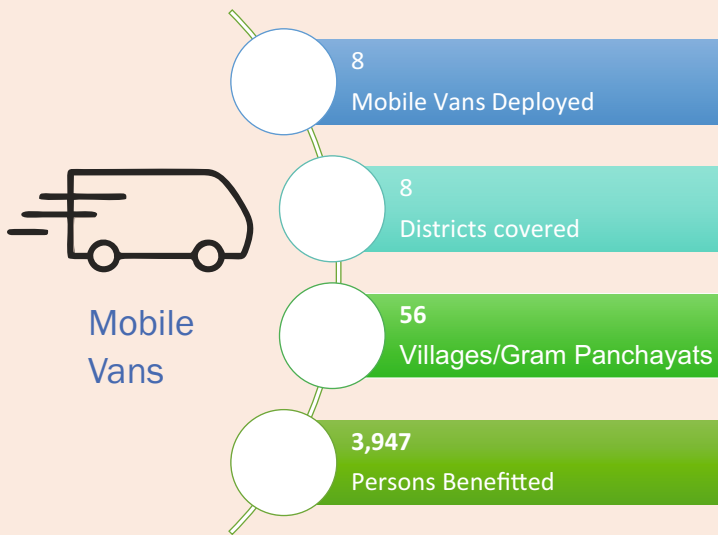 Mobile
Vans
8
Mobile Vans Deployed
8
Districts covered
56
Villages/Gram Panchayats
3,947
Persons Benefitted